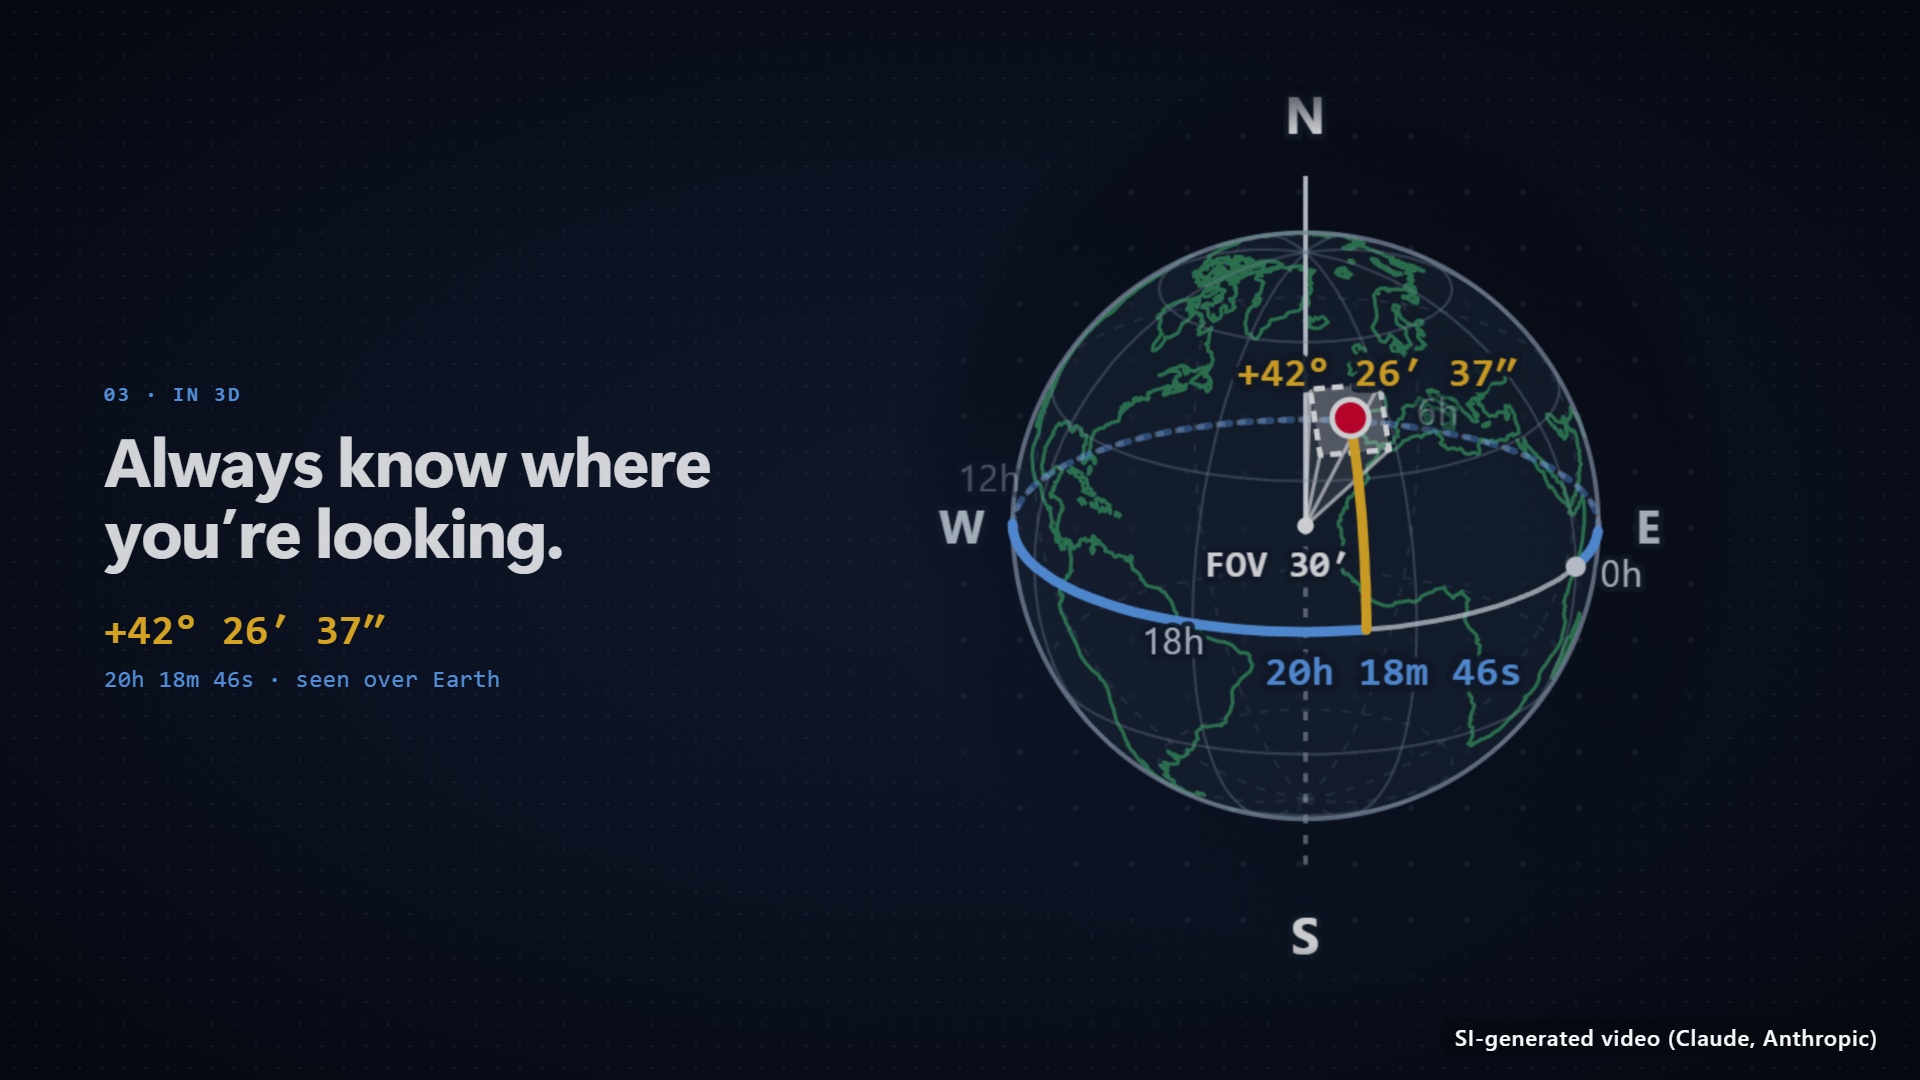 03 · IN 3D
Always know where
you’re looking.
+42° 26′ 37″
20h 18m 46s · seen over Earth
N
+42° 26′ 37″
6h
12h
W
E
FOV 30′
0h
18h
20h 18m 46s
S
SI-generated video (Claude, Anthropic)